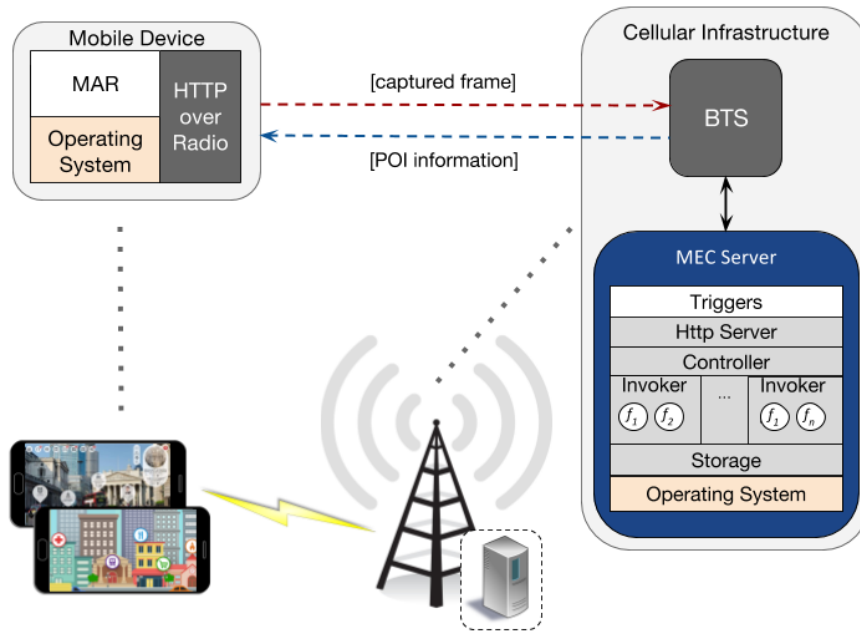 Mobile Device
MAR
Operating
System
HTTP
over
Radio
[captured frame]
[POI information]
Cellular Infrastructure
BTS
MEC Server
Triggers
Http Server
Controller
Invoker
f1 f2
...
Invoker
f1 fn
Storage
Operating System